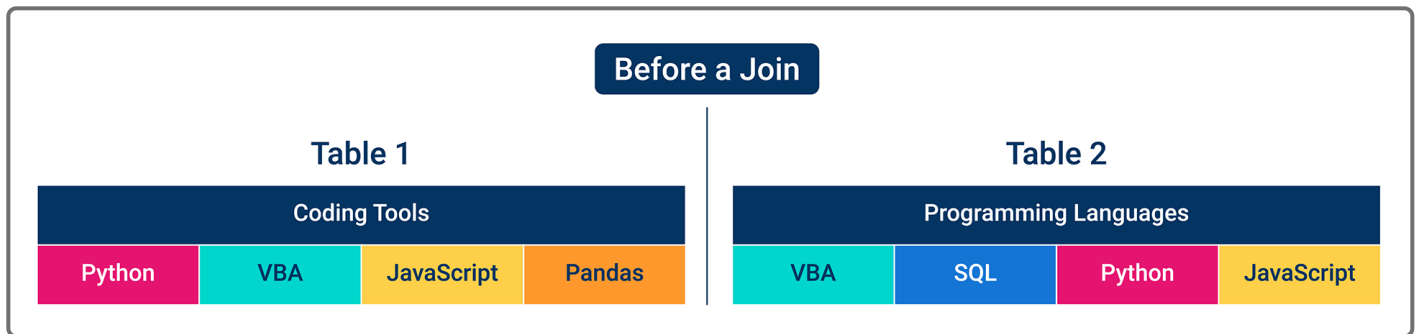 Before a Join
Table 1
Coding Tools
Python VBA JavaScript Pandas
Table 2
Programming Languages
VBA SQL Python JavaScript